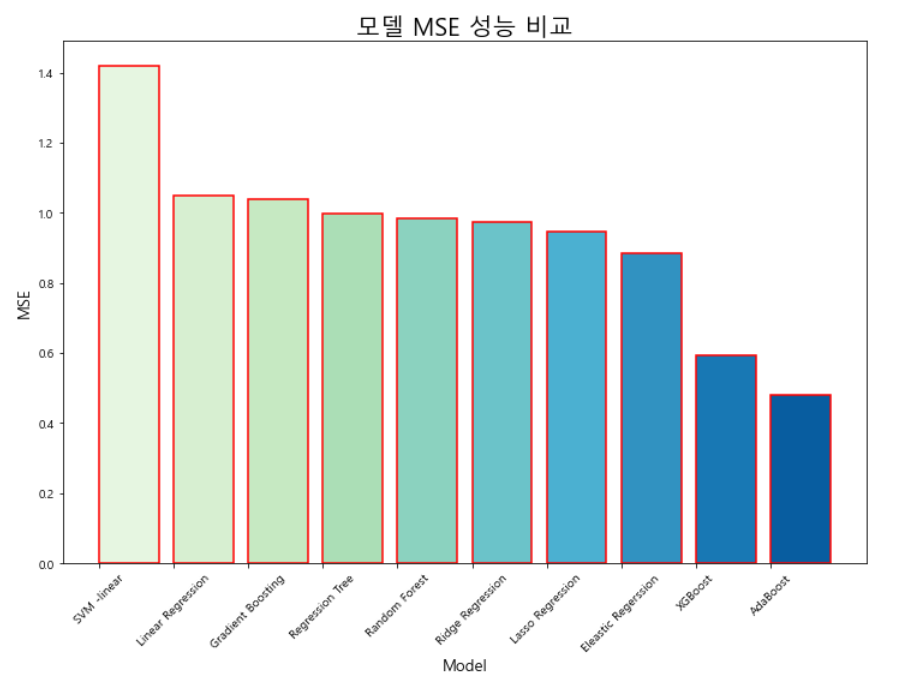 모델 MSE 성능 비교
1.4
1.2
1.0
0.8
0.6
0.4
0.2
0.0
MSE
SVM -linear
Linear Regression
Gradient Boosting
Regression Tree
Random Forest
Ridge Regression
Lasso Regression
Eleastic Regerssion
XGBoost
AdaBoost
Model